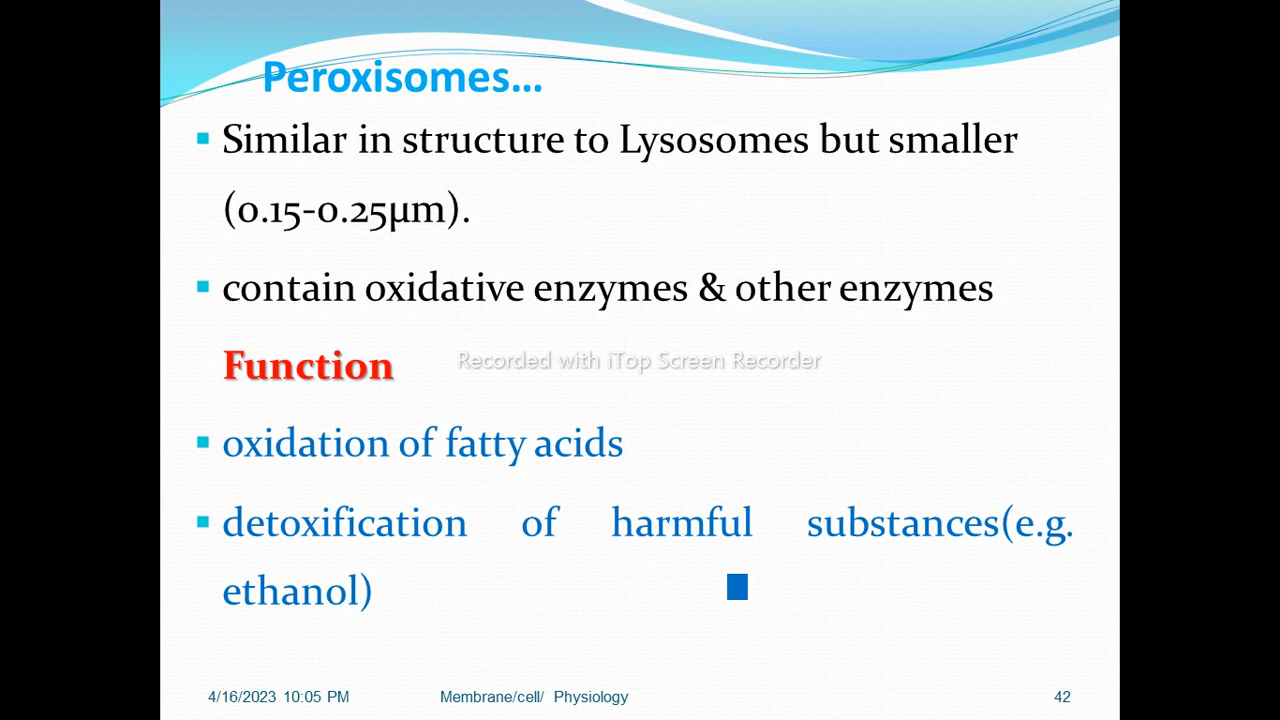 Peroxisomes...
Similar in structure to Lysosomes but smaller
(0.15-0.25µm).
contain oxidative enzymes & other enzymes
Function
Recorded with iTop Screen Recorder
oxidation of fatty acids
detoxification of harmful substances(e.g.
ethanol)
4/16/2023 10:05 PM Membrane/cell/ Physiology 42